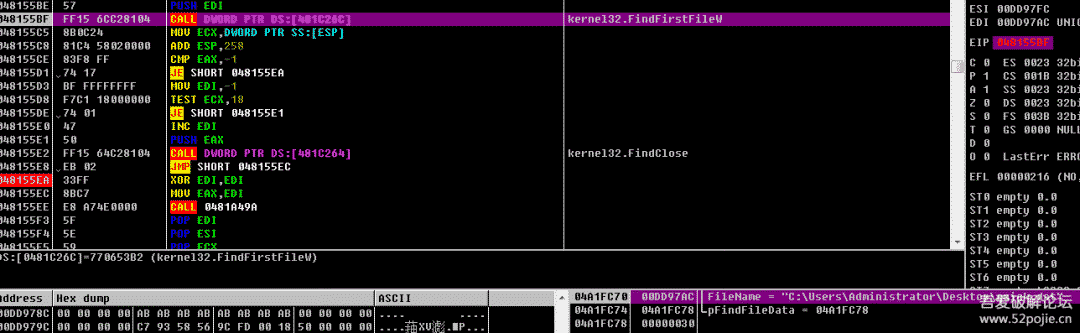 048155BE 57 PUSH EDI
048155BF FF15 6CC28104 CALL DWORD PTR DS:[481C26C] kernel32.FindFirstFileW
048155C5 8B0C24 MOV ECX,DWORD PTR SS:[ESP]
048155C8 81C4 58020000 ADD ESP,258
048155CE 83F8 FF CMP EAX,-1
048155D1 74 17 JE SHORT 048155EA
048155D3 BF FFFFFFFF MOV EDI,-1
048155D8 F7C1 18000000 TEST ECX,18
048155DE 74 01 JE SHORT 048155E1
048155E0 47 INC EDI
048155E1 50 PUSH EAX
048155E2 FF15 64C28104 CALL DWORD PTR DS:[481C264] kernel32.FindClose
048155E8 EB 02 JMP SHORT 048155EC
048155EA 33FF XOR EDI,EDI
048155EC 8BC7 MOV EAX,EDI
048155EE E8 A74E0000 CALL 0481A49A
048155F3 5F POP EDI
048155F4 5E POP ESI
048155F5 59 POP ECX
DS:[0481C26C]=770653B2 (kernel32.FindFirstFileW)
ESI 00DD97FC
EDI 00DD97AC UNIC
EIP 048155BF
C 0 ES 0023 32bi
P 1 CS 001B 32bi
A 1 SS 0023 32bi
Z 0 DS 0023 32bi
S 0 FS 003B 32bi
T 0 GS 0000 NULL
D 0
O 0 LastErr ERRO
EFL 00000216 (NO,
ST0 empty 0.0
ST1 empty 0.0
ST2 empty 0.0
ST3 empty 0.0
ST4 empty 0.0
ST5 empty 0.0
ST6 empty
Address Hex dump ASCII
00DD978C 00 00 00 00 AB AB AB AB AB AB AB AB 00 00 00 00
00DD979C 00 00 00 00 C7 93 58 56 9C FD 00 18 50 00 00 00
04A1FC70 00DD97AC FileName = "C:\Users\Administrator\Desktop\
04A1FC74 04A1FC78 pFindFileData = 04A1FC78
04A1FC78 00000030
吾爱破解论坛
www.52pojie.cn